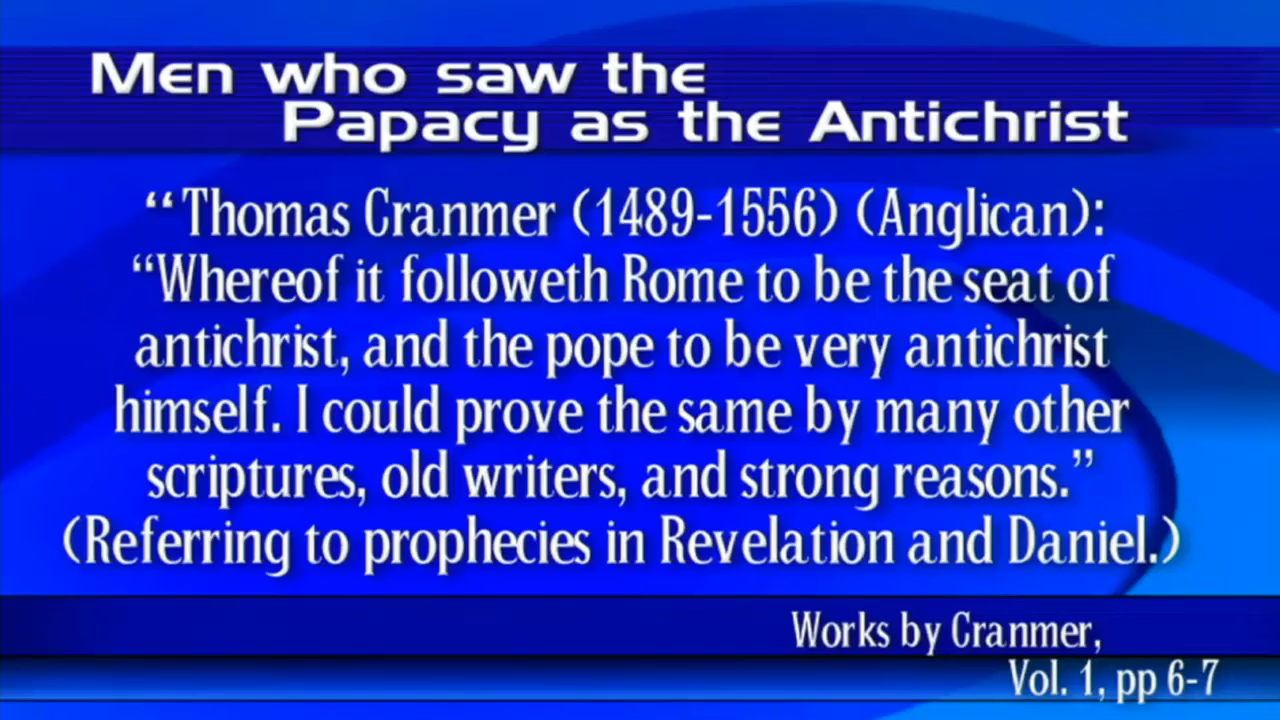 Men who saw the
Papacy as the Antichrist
“Thomas Cranmer (1489-1556) (Anglican):
“Whereof it followeth Rome to be the seat of
antichrist, and the pope to be very antichrist
himself. I could prove the same by many other
scriptures, old writers, and strong reasons.”
(Referring to prophecies in Revelation and Daniel.)
Works by Cranmer,
Vol. 1, pp 6-7